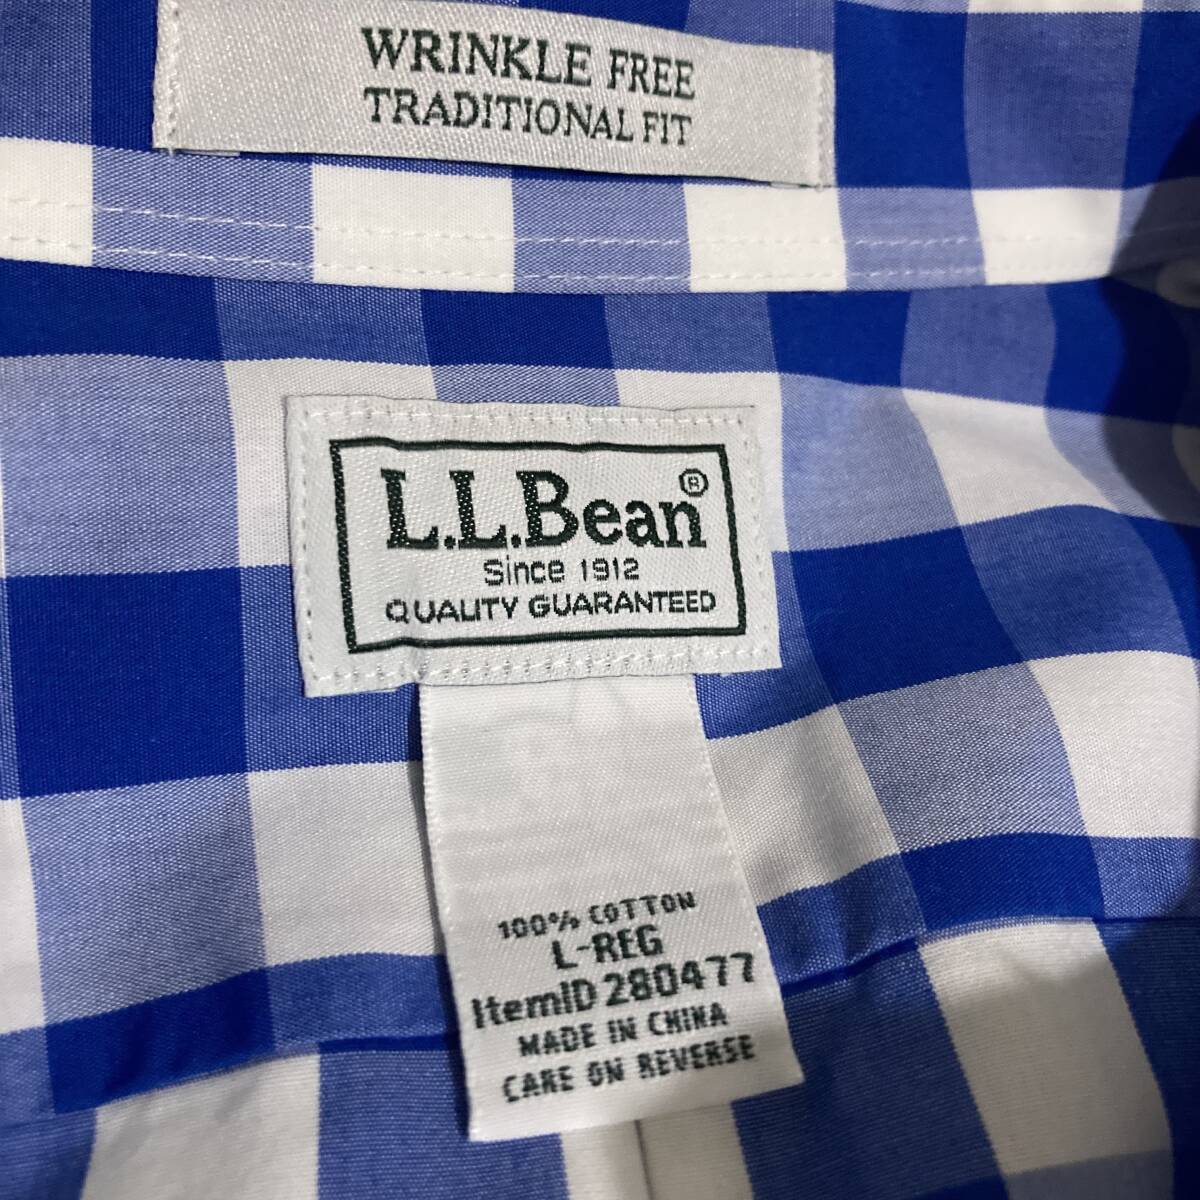 WRINKLE FREE
TRADITIONAL FIT
L.L.Bean®
Since 1912
QUALITY GUARANTEED
100% COTTON
L-REG
ItemID 280477
MADE IN CHINA
CARE ON REVERSE